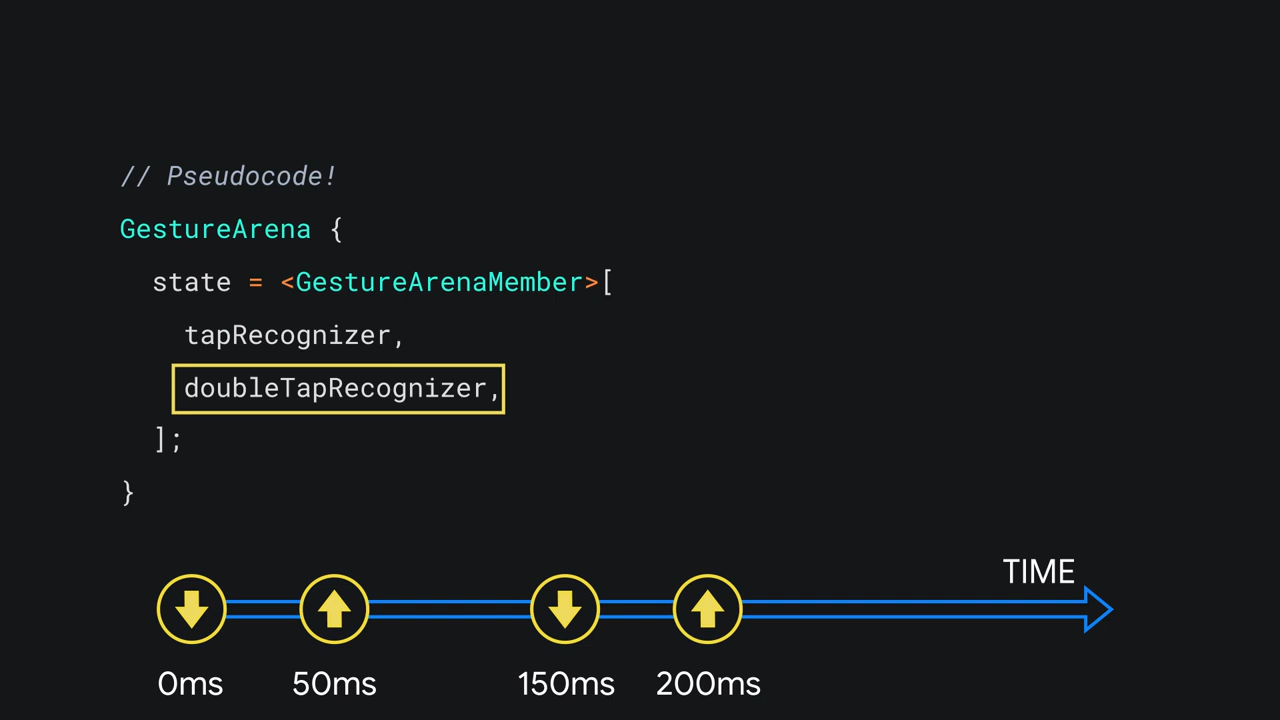 // Pseudocode!
GestureArena {
state = <GestureArenaMember>[
tapRecognizer,
doubleTapRecognizer,
];
}
TIME
0ms 50ms 150ms 200ms